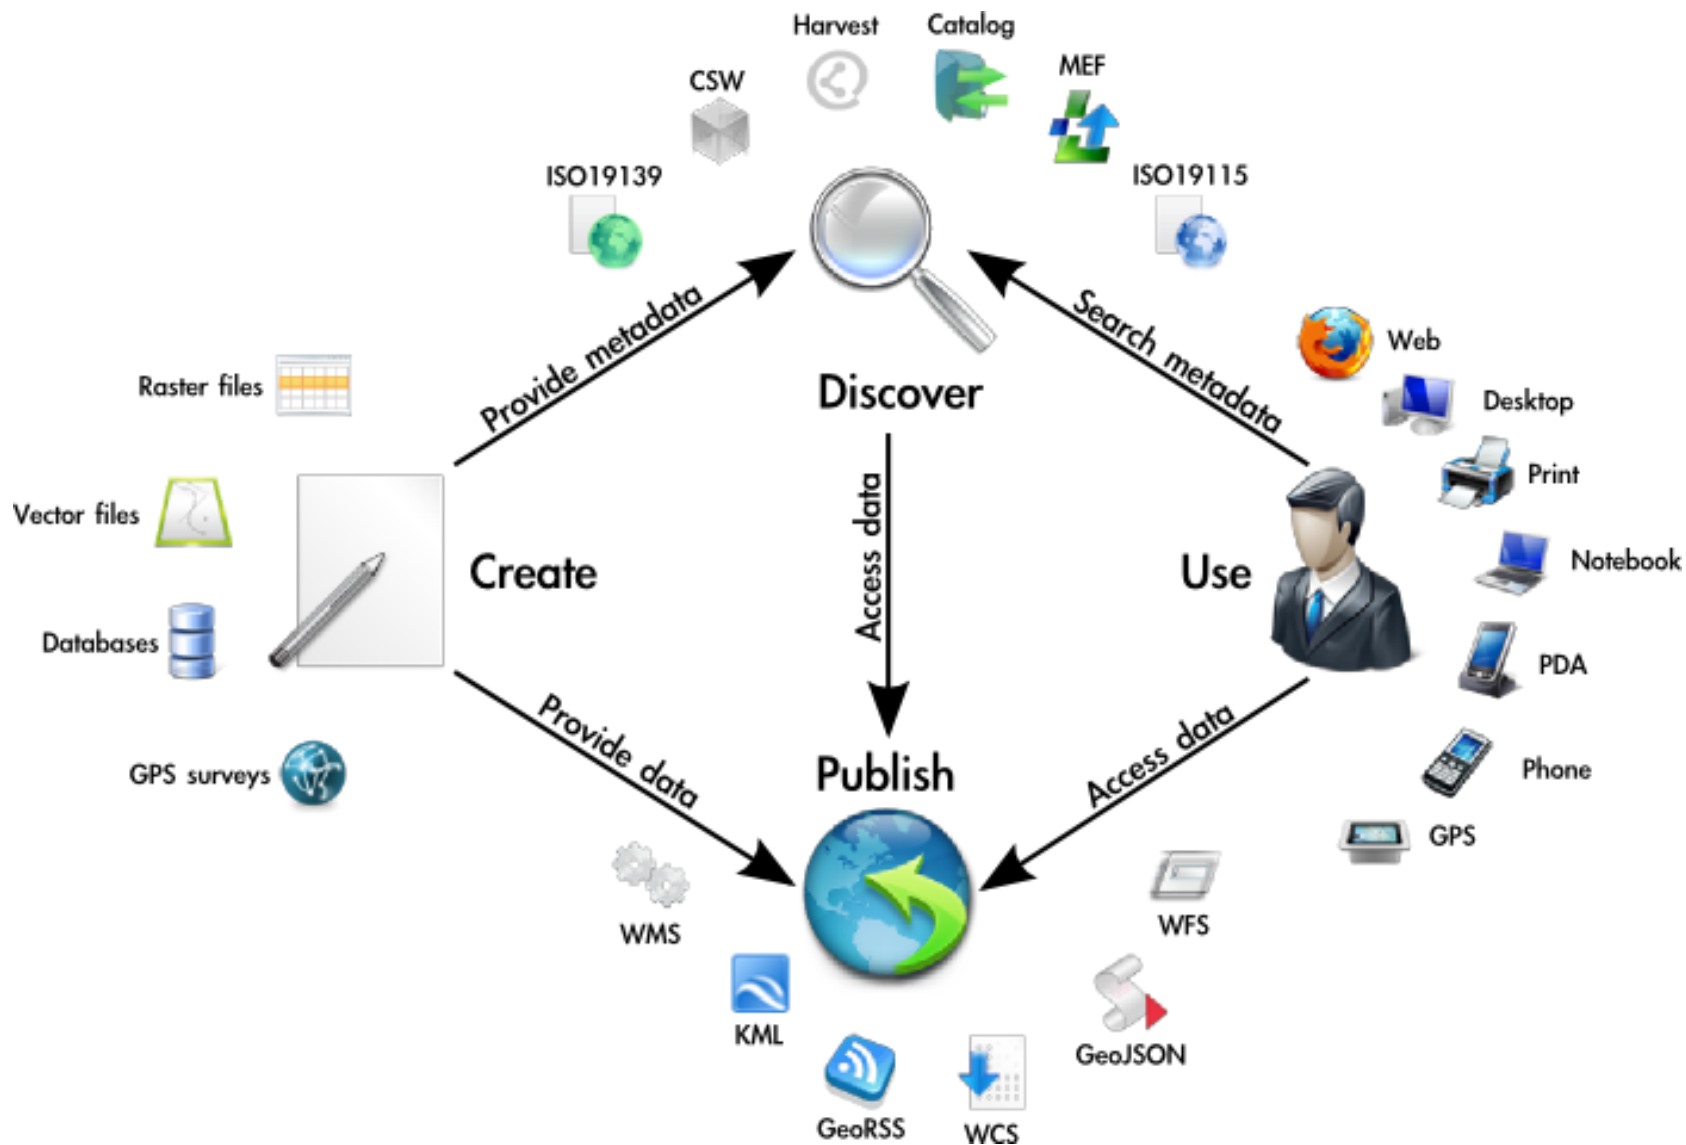 Harvest
Catalog
MEF
CSW
ISO19139
ISO19115
Provide metadata
Search metadata
Web
Raster files
Discover
Desktop
Print
Vector files
Create
Access data
Use
Notebook
Databases
PDA
Provide data
Access data
GPS surveys
Publish
Phone
GPS
WMS
WFS
KML
GeoJSON
GeoRSS
WCS